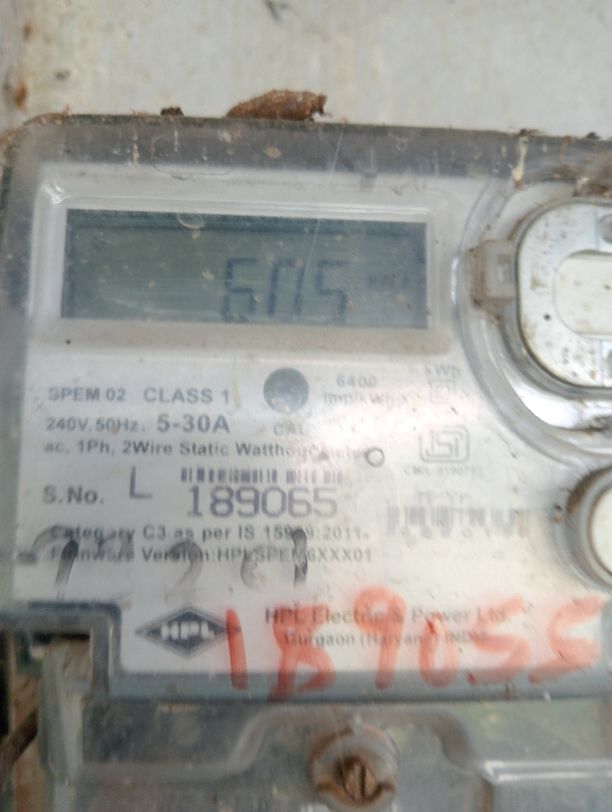 605 kWh
SPEM 02 CLASS 1
6400
imp/kWh
kWh
240V, 50Hz, 5-30A
CAL
ac, 1Ph, 2Wire Static Watthour Meter
S.No. L 189065
Category C3 as per IS 15959:2011
Firmware Version:HPLSPEM6XXX01
HPL
HPL Electric & Power Ltd.
Gurgaon (Haryana) INDIA
189055